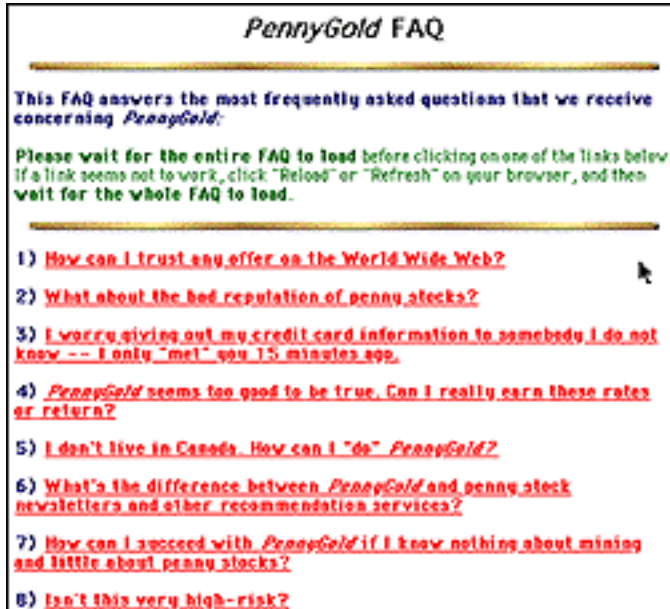 PennyGold FAQ
This FAQ answers the most frequently asked questions that we receive
concerning PennyGold:
Please wait for the entire FAQ to load before clicking on one of the links below
If a link seems not to work, click "Reload" or "Refresh" on your browser, and then
wait for the whole FAQ to load.
1) How can I trust any offer on the World Wide Web?
2) What about the bad reputation of penny stocks?
3) I worry giving out my credit card information to somebody I do not
know -- I only "met" you 15 minutes ago.
4) PennyGold seems too good to be true. Can I really earn these rates
or return?
5) I don't live in Canada. How can I "do" PennyGold?
6) What's the difference between PennyGold and penny stock
newsletters and other recommendation services?
7) How can I succeed with PennyGold if I know nothing about mining
and little about penny stocks?
8) Isn't this very high-risk?